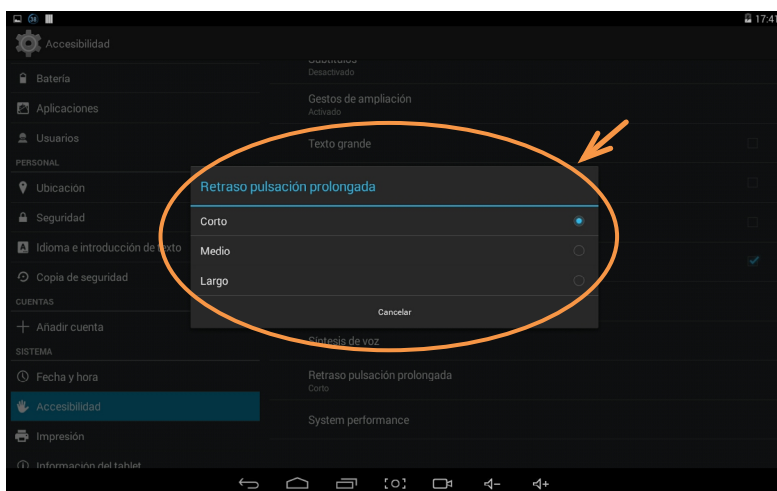 17:41
Accesibilidad
Batería
Aplicaciones
Usuarios
PERSONAL
Ubicación
Seguridad
Idioma e introducción de texto
Copia de seguridad
CUENTAS
Añadir cuenta
SISTEMA
Fecha y hora
Accesibilidad
Impresión
Información del tablet
Subtítulos
Desactivado
Gestos de ampliación
Activado
Texto grande
Retraso pulsación prolongada
Corto
Medio
Largo
Cancelar
Síntesis de voz
Retraso pulsación prolongada
Corto
System performance